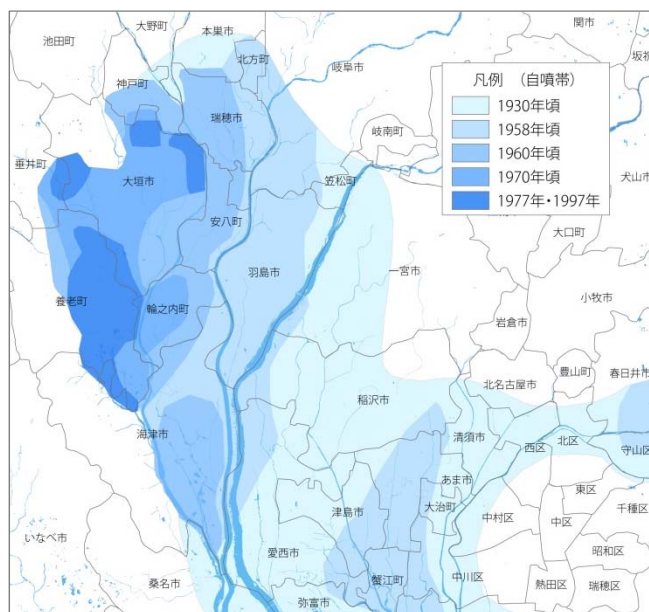 大野町
本巣市
関市
池田町
北方町
坂祝
岐阜市
神戸町
凡例 （自噴帯）
1930年頃
1958年頃
1960年頃
1970年頃
1977年・1997年
瑞穂市
岐南町
垂井町
大垣市
笠松町
犬山市
安八町
大口町
羽島市
一宮市
養老町
輪之内町
小牧市
岩倉市
豊山町
春日井市
稲沢市
北名古屋市
海津市
清須市
西区
北区
守山区
あま市
東区
津島市
大治町
中村区
中区
千種区
いなべ市
愛西市
昭和区
桑名市
蟹江町
中川区
熱田区
瑞穂区
弥富市